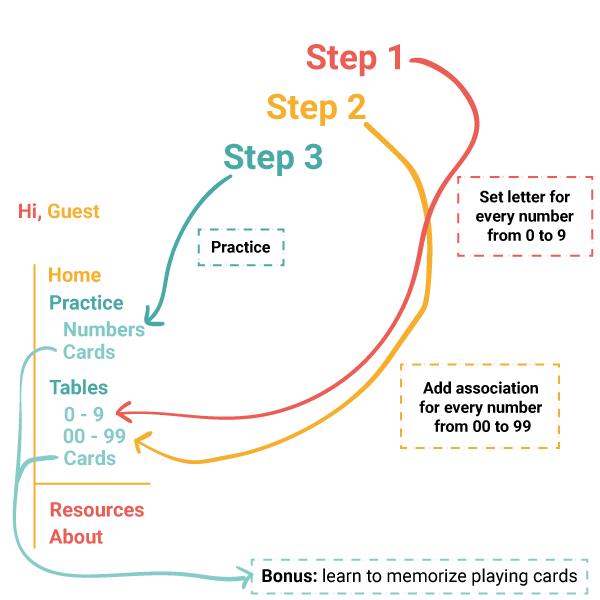 Step 1
Step 2
Step 3
Set letter for
every number
from 0 to 9
Hi, Guest
Practice
Home
Practice
Numbers
Cards
Tables
0 - 9
00 - 99
Cards
Add association
for every number
from 00 to 99
Resources
About
Bonus: learn to memorize playing cards